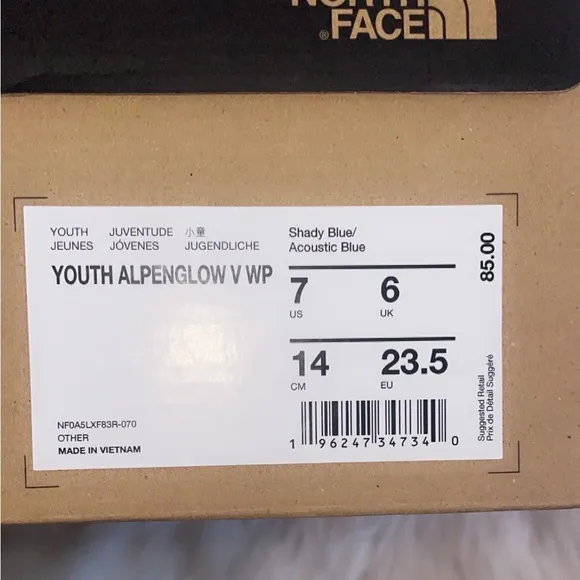 NORTH
®FACE
YOUTH JUVENTUDE 小童
JEUNES JÓVENES JUGENDLICHE
YOUTH ALPENGLOW V WP
NF0A5LXF83R-070
OTHER
MADE IN VIETNAM
Shady Blue/
Acoustic Blue
7 6
US UK
14 23.5
CM EU
1 96247 34734 0
85.00
Suggested Retail
Prix de Détail Suggéré